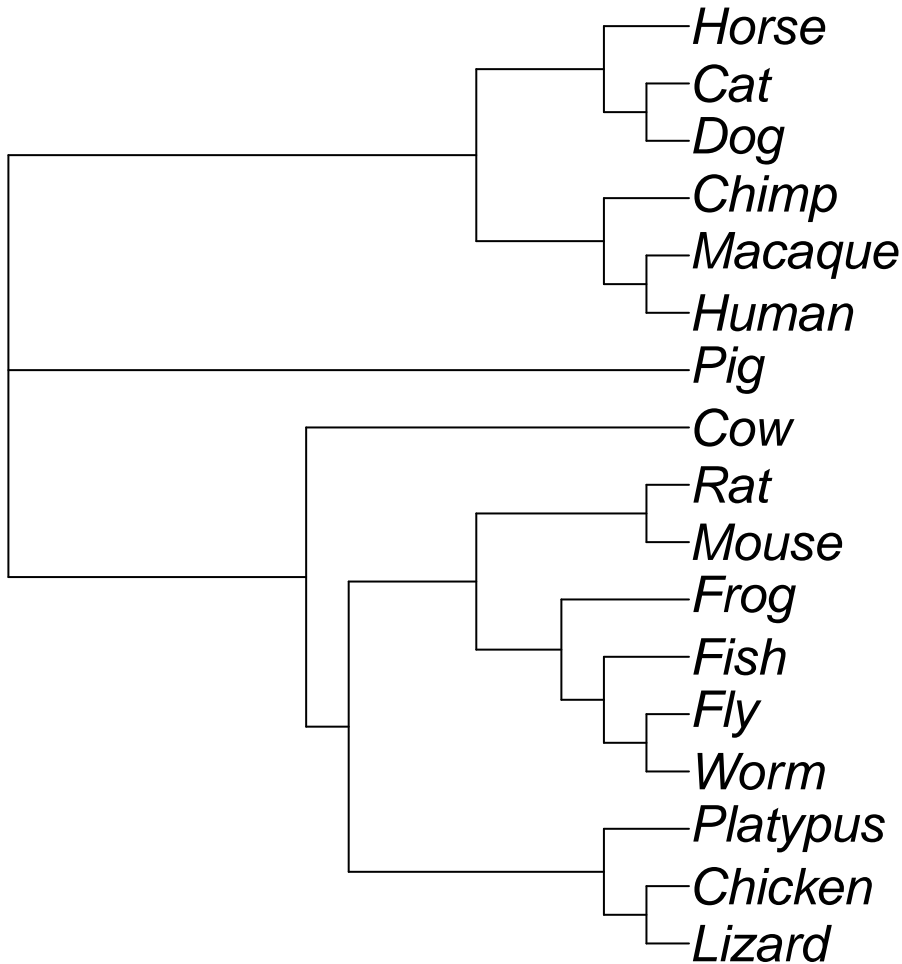 Horse
Cat
Dog
Chimp
Macaque
Human
Pig
Cow
Rat
Mouse
Frog
Fish
Fly
Worm
Platypus
Chicken
Lizard